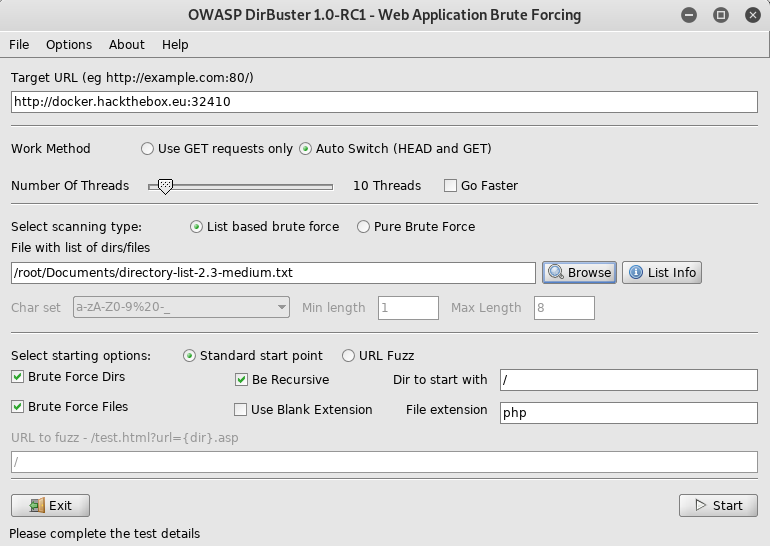 OWASP DirBuster 1.0-RC1 - Web Application Brute Forcing
File Options About Help
Target URL (eg http://example.com:80/)
http://docker.hackthebox.eu:32410
Work Method Use GET requests only Auto Switch (HEAD and GET)
Number Of Threads 10 Threads Go Faster
Select scanning type: List based brute force Pure Brute Force
File with list of dirs/files
/root/Documents/directory-list-2.3-medium.txt Browse List Info
Char set a-zA-Z0-9%20-_ Min length 1 Max Length 8
Select starting options: Standard start point URL Fuzz
Brute Force Dirs Be Recursive Dir to start with /
Brute Force Files Use Blank Extension File extension php
URL to fuzz - /test.html?url={dir}.asp
/
Exit Start
Please complete the test details